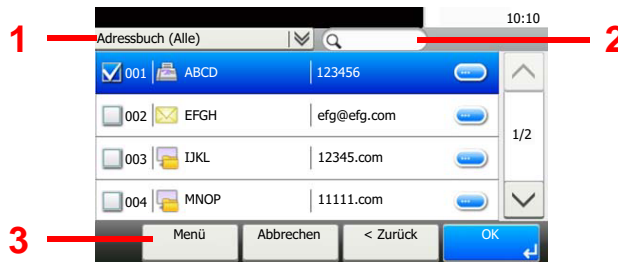 10:10
1 Adressbuch (Alle) 2
001 ABCD 123456
002 EFGH efg@efg.com
1/2
003 IJKL 12345.com
004 MNOP 11111.com
3 Menü Abbrechen < Zurück OK